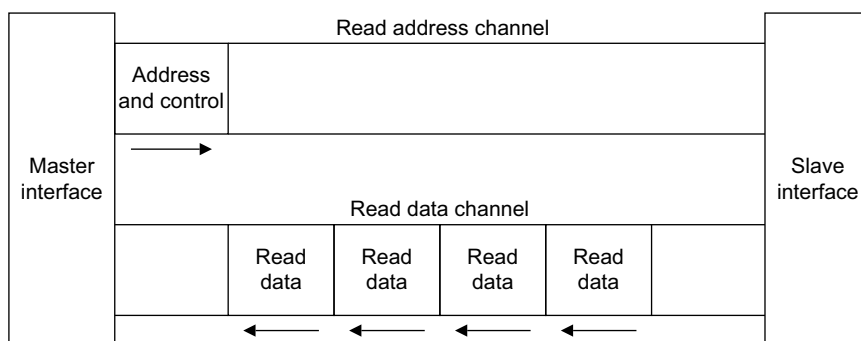 Read address channel
Address
and control
Master
interface
Slave
interface
Read data channel
Read
data
Read
data
Read
data
Read
data